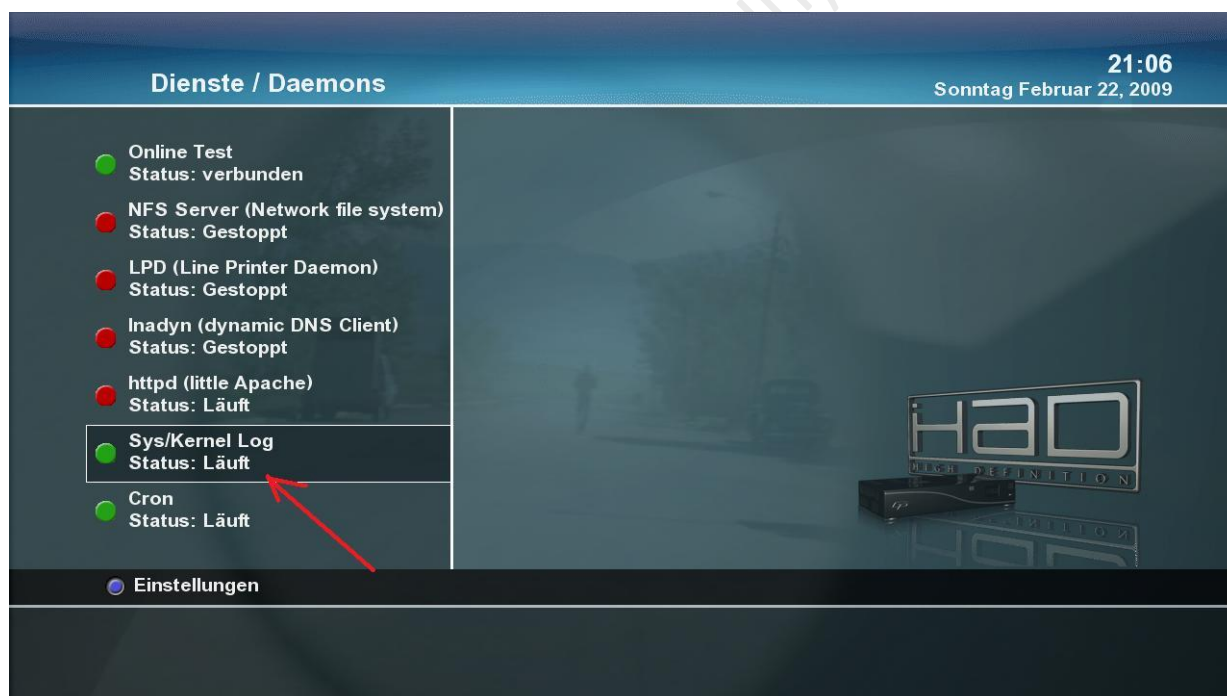 21:06
Dienste / Daemons
Sonntag Februar 22, 2009
Online Test
Status: verbunden
NFS Server (Network file system)
Status: Gestoppt
LPD (Line Printer Daemon)
Status: Gestoppt
Inadyn (dynamic DNS Client)
Status: Gestoppt
httpd (little Apache)
Status: Läuft
Sys/Kernel Log
Status: Läuft
Cron
Status: Läuft
iHaD
HIGH DEFINITION
Einstellungen